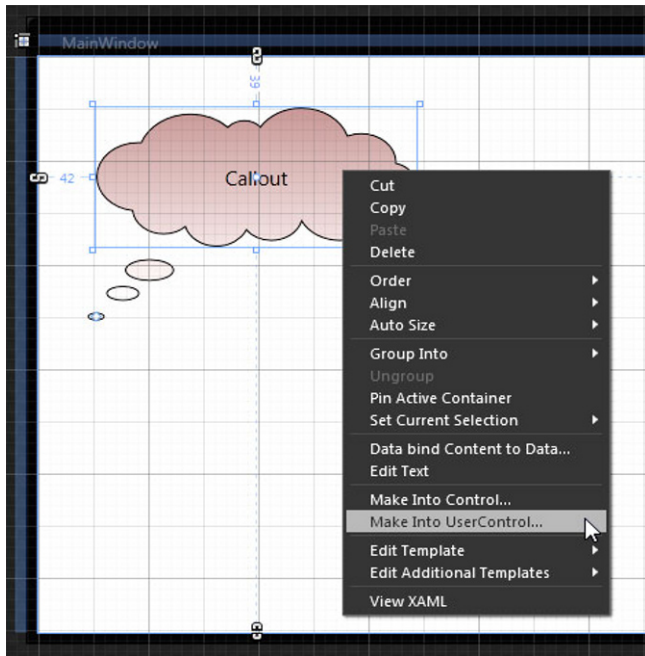 MainWindow
39
42
Callout
Cut
Copy
Paste
Delete
Order
Align
Auto Size
Group Into
Ungroup
Pin Active Container
Set Current Selection
Data bind Content to Data...
Edit Text
Make Into Control...
Make Into UserControl...
Edit Template
Edit Additional Templates
View XAML